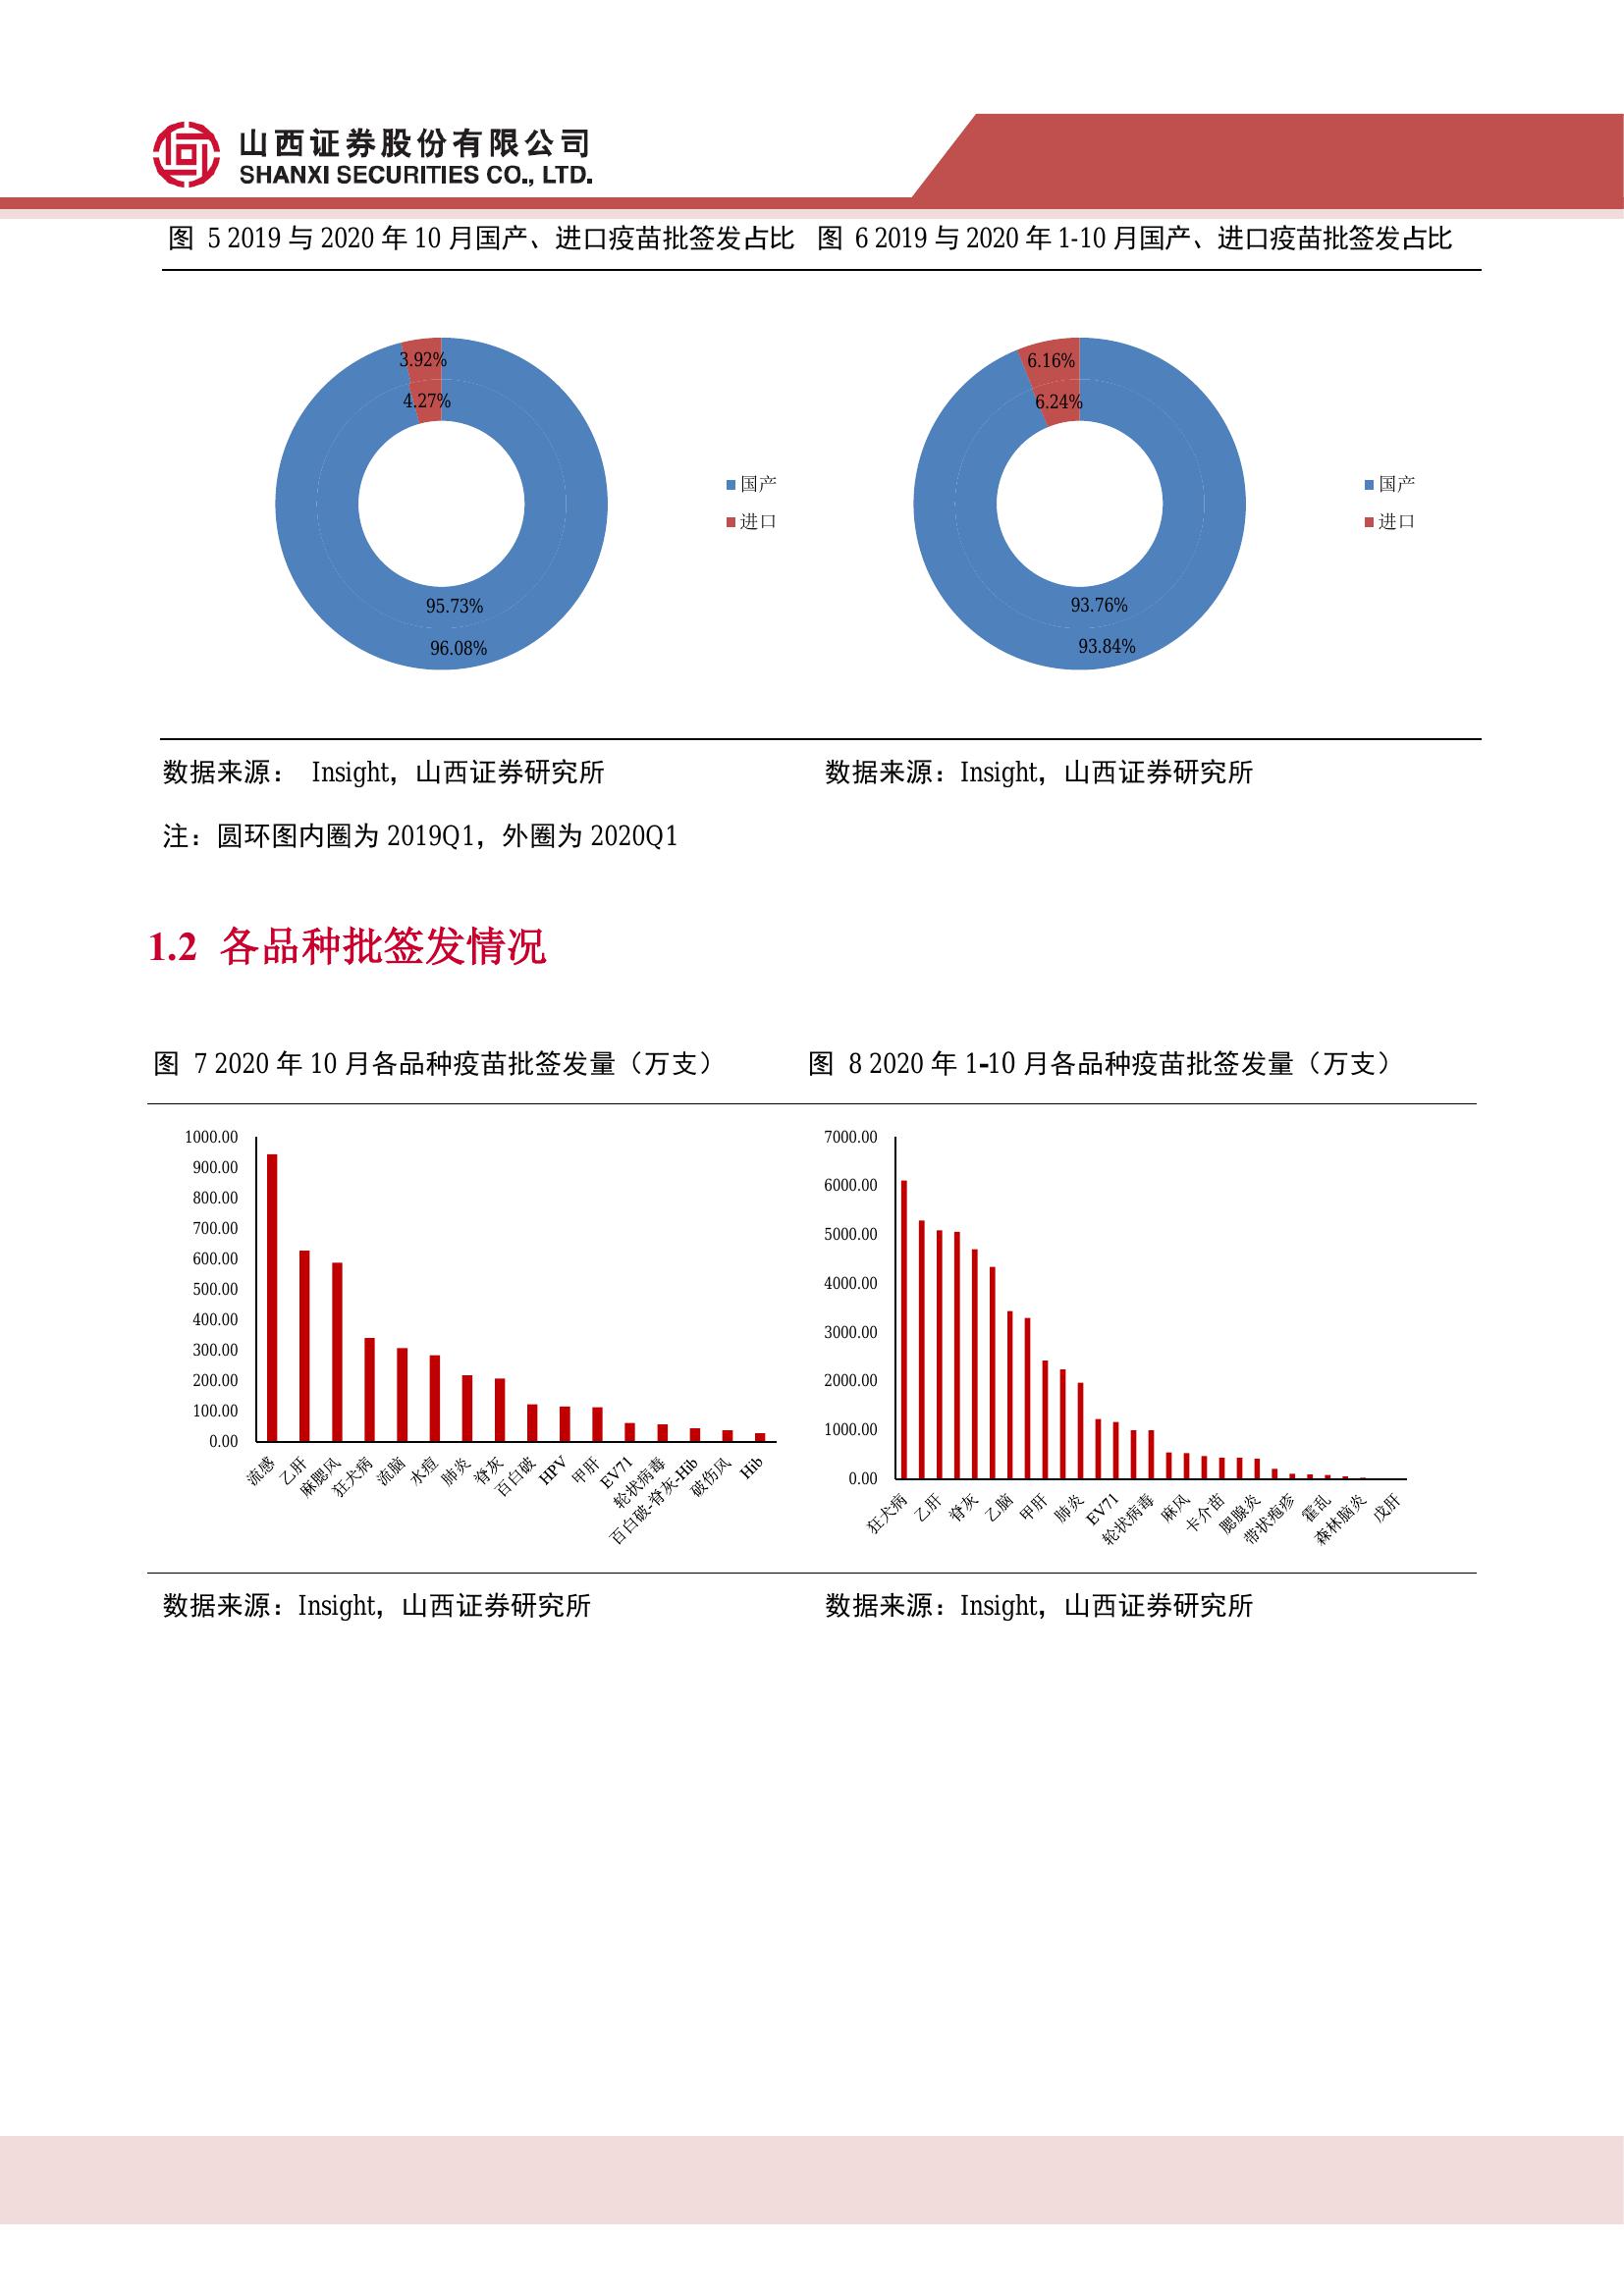 山西证券股份有限公司
SHANXI SECURITIES CO., LTD.
图 5 2019 与 2020 年 10 月国产、进口疫苗批签发占比
图 6 2019 与 2020 年 1-10 月国产、进口疫苗批签发占比
3.92%
4.27%
95.73%
96.08%
国产
进口
6.16%
6.24%
93.76%
93.84%
国产
进口
数据来源： Insight，山西证券研究所
数据来源：Insight，山西证券研究所
注：圆环图内圈为 2019Q1，外圈为 2020Q1
1.2 各品种批签发情况
图 7 2020 年 10 月各品种疫苗批签发量（万支）
图 8 2020 年 1-10 月各品种疫苗批签发量（万支）
1000.00
900.00
800.00
700.00
600.00
500.00
400.00
300.00
200.00
100.00
0.00
流感
乙肝
麻腮风
狂犬病
流脑
水痘
肺炎
脊灰
百白破
HPV
甲肝
EV71
轮状病毒
百白破-脊灰-Hib
破伤风
Hib
7000.00
6000.00
5000.00
4000.00
3000.00
2000.00
1000.00
0.00
狂犬病
乙肝
脊灰
乙脑
甲肝
肺炎
EV71
轮状病毒
麻风
卡介苗
腮腺炎
带状疱疹
霍乱
森林脑炎
戊肝
数据来源：Insight，山西证券研究所
数据来源：Insight，山西证券研究所